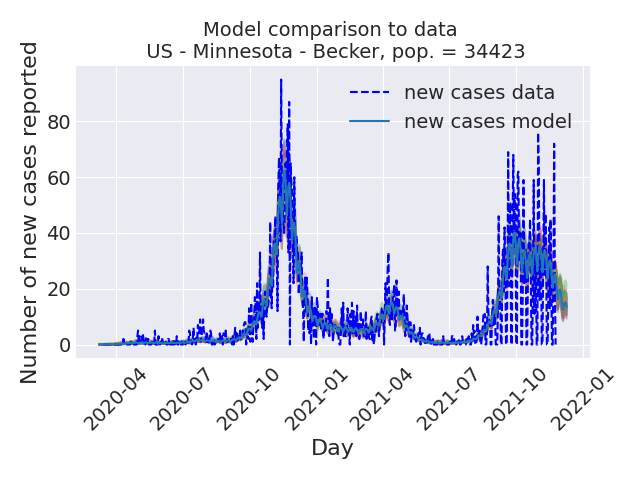 Model comparison to data
US - Minnesota - Becker, pop. = 34423
Number of new cases reported
80
60
40
20
0
new cases data
new cases model
2020-04
2020-07
2020-10
2021-01
2021-04
2021-07
2021-10
2022-01
Day